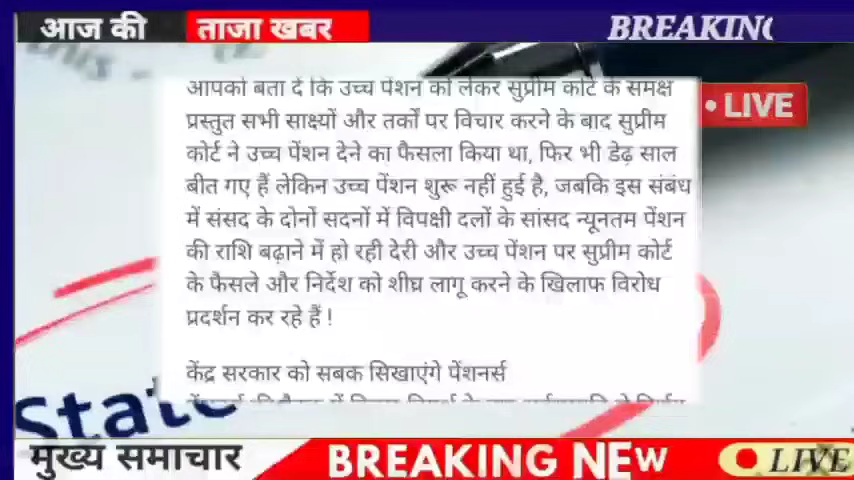 आज की ताजा खबर BREAKING
आपको बता दें कि उच्च पेंशन को लेकर सुप्रीम कोर्ट के समक्ष
• LIVE
प्रस्तुत सभी साक्ष्यों और तर्कों पर विचार करने के बाद सुप्रीम
कोर्ट ने उच्च पेंशन देने का फैसला किया था, फिर भी डेढ़ साल
बीत गए हैं लेकिन उच्च पेंशन शुरू नहीं हुई है, जबकि इस संबंध
में संसद के दोनों सदनों में विपक्षी दलों के सांसद न्यूनतम पेंशन
की राशि बढ़ाने में हो रही देरी और उच्च पेंशन पर सुप्रीम कोर्ट
के फैसले और निर्देश को शीघ्र लागू करने के खिलाफ विरोध
प्रदर्शन कर रहे हैं !
केंद्र सरकार को सबक सिखाएंगे पेंशनर्स
State
मुख्य समाचार BREAKING NEW LIVE